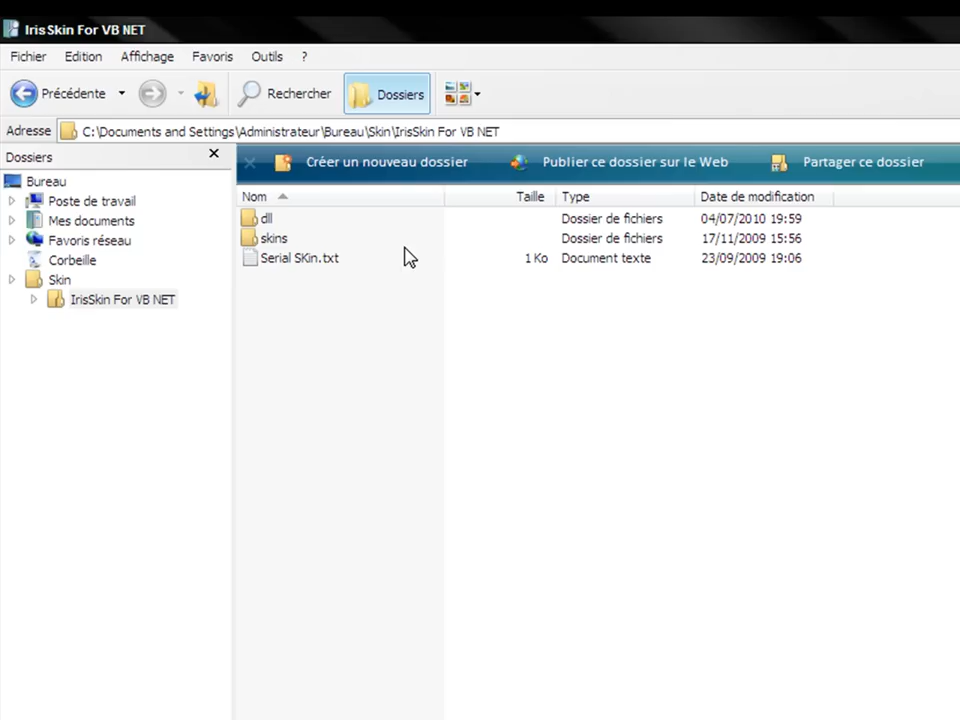 IrisSkin For VB NET
Fichier Edition Affichage Favoris Outils ?
Précédente Rechercher Dossiers
Adresse C:\Documents and Settings\Administrateur\Bureau\Skin\IrisSkin For VB NET
Dossiers
Créer un nouveau dossier Publier ce dossier sur le Web Partager ce dossier
Bureau
Poste de travail
Mes documents
Favoris réseau
Corbeille
Skin
IrisSkin For VB NET
Nom Taille Type Date de modification
dll Dossier de fichiers 04/07/2010 19:59
skins Dossier de fichiers 17/11/2009 15:56
Serial SKin.txt 1 Ko Document texte 23/09/2009 19:06